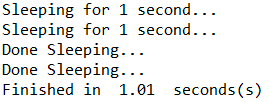 Sleeping for 1 second...
Sleeping for 1 second...
Done Sleeping...
Done Sleeping...
Finished in  1.01  seconds(s)